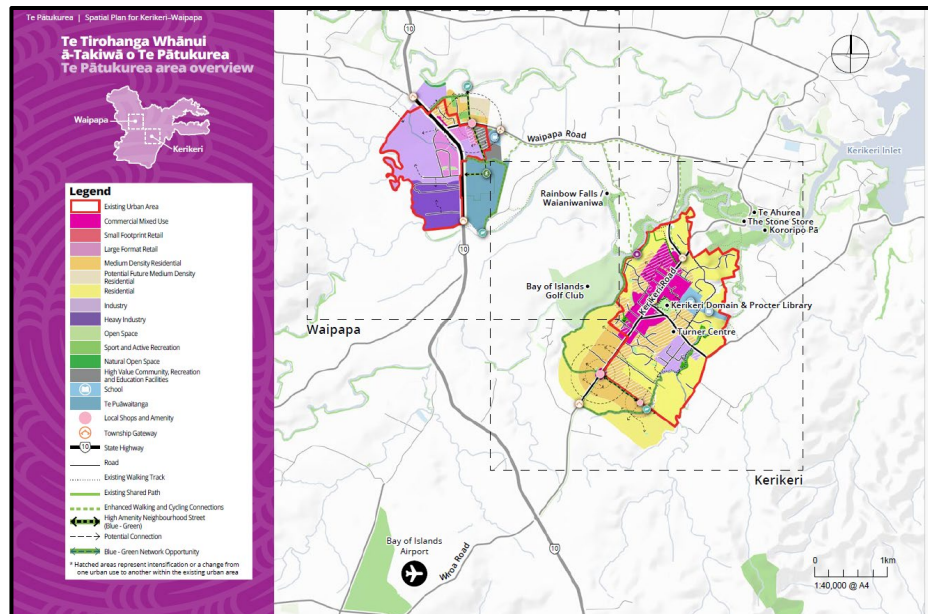 Te Pātukurea | Spatial Plan for Kerikeri–Waipapa
Te Tirohanga Whānui
ā-Takiwā o Te Pātukurea
Te Pātukurea area overview
Waipapa
Kerikeri
Legend
Existing Urban Area
Commercial Mixed Use
Small Footprint Retail
Large Format Retail
Medium Density Residential
Potential Future Medium Density
Residential
Residential
Industry
Heavy Industry
Open Space
Sport and Active Recreation
Natural Open Space
High Value Community, Recreation
and Education Facilities
School
Te Puāwaitanga
Local Shops and Amenity
Township Gateway
10
State Highway
Road
Existing Walking Track
Existing Shared Path
Enhanced Walking and Cycling Connections
High Amenity Neighbourhood Street
(Blue - Green)
Potential Connection
Blue - Green Network Opportunity
* Hatched areas represent intensification or a change from
one urban use to another within the existing urban area
10
Waipapa Road
Kerikeri Inlet
Rainbow Falls /
Waianiwaniwa
Te Ahurea
The Stone Store
Kororipo Pā
10
Bay of Islands
Golf Club
Kerikeri Road
Kerikeri Domain & Procter Library
Turner Centre
Waipapa
Kerikeri
Bay of Islands
Airport
Wiroa Road
10
0
1km
1:40,000 @ A4